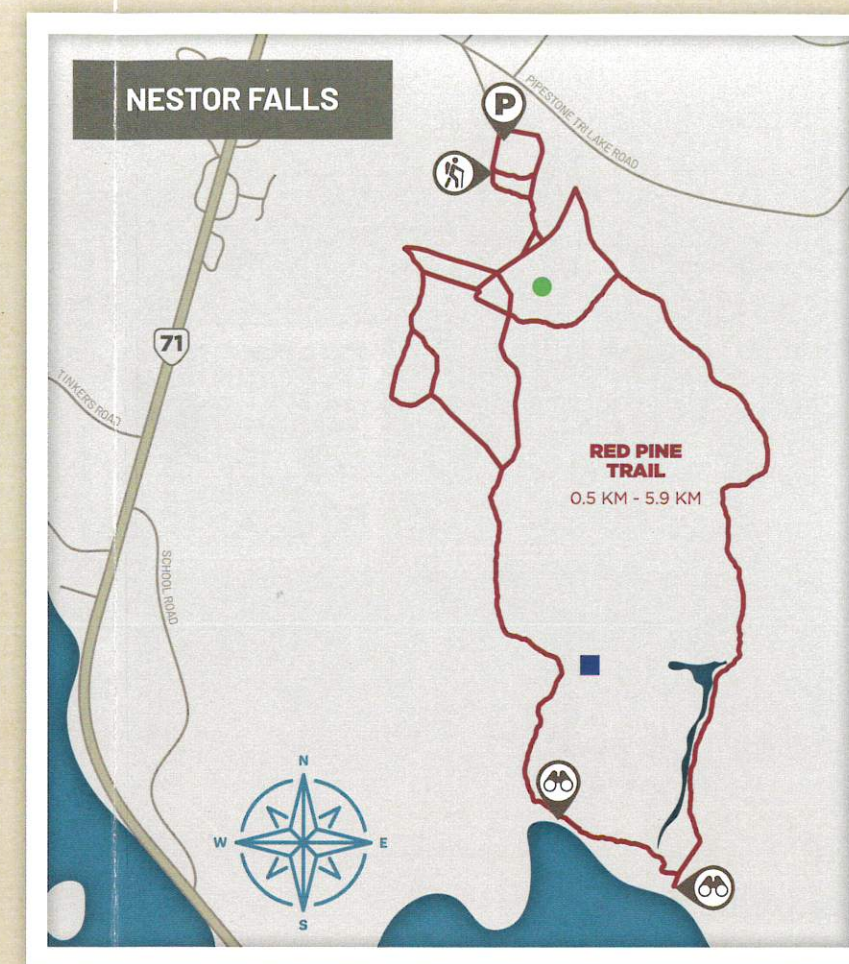 NESTOR FALLS
P
PIPESTONE TRI LAKE ROAD
71
TINKER'S ROAD
RED PINE
TRAIL
0.5 KM - 5.9 KM
SCHOOL ROAD
N
W
E
S